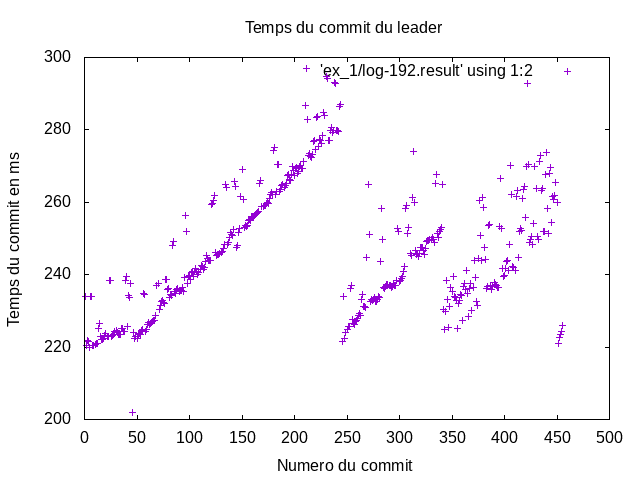 Temps du commit du leader
'ex_1/log-192.result' using 1:2
Temps du commit en ms
300
280
260
240
220
200
0 50 100 150 200 250 300 350 400 450 500
Numero du commit